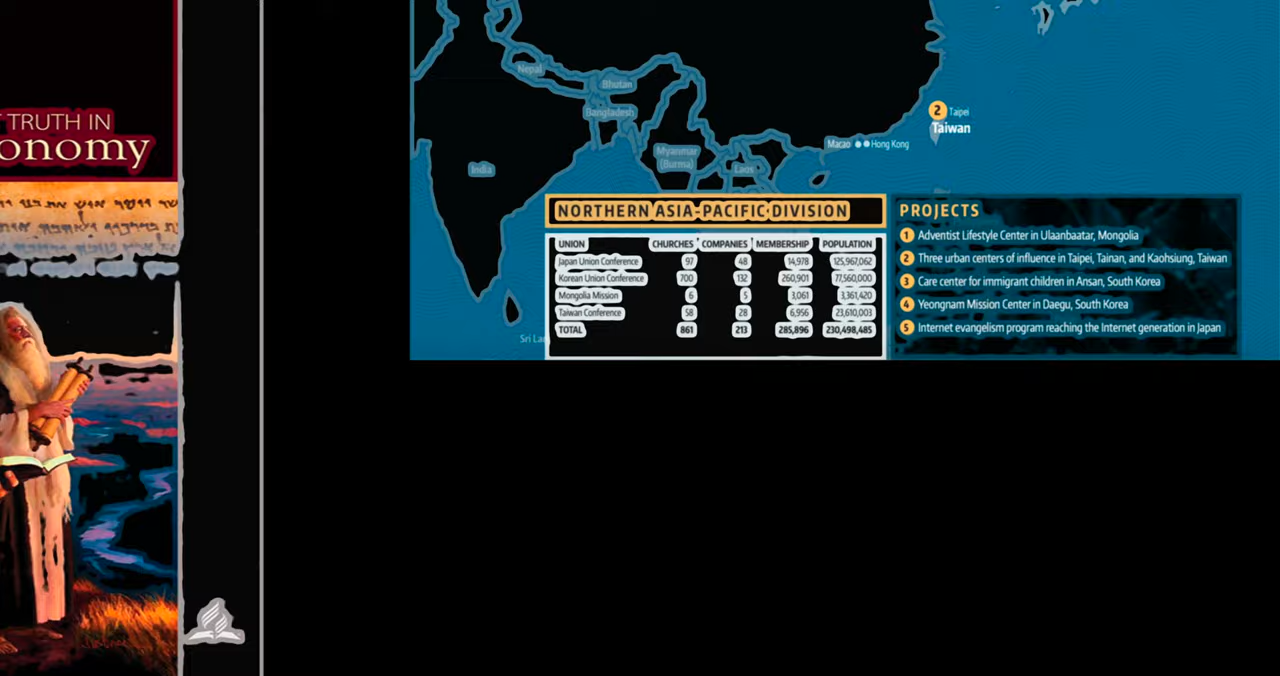 TRUTH IN
onomy
Nepal
Bhutan
Bangladesh
India
Myanmar
(Burma)
Laos
Macao
Hong Kong
2
Taipei
Taiwan
Sri
NORTHERN ASIA-PACIFIC DIVISION
UNION CHURCHES COMPANIES MEMBERSHIP POPULATION
Japan Union Conference 97 48 14,978 125,967,062
Korean Union Conference 700 132 260,901 77,560,000
Mongolia Mission 6 5 3,061 3,361,420
Taiwan Conference 58 28 6,956 23,610,003
TOTAL 861 213 285,896 230,498,485
PROJECTS
1 Adventist Lifestyle Center in Ulaanbaatar, Mongolia
2 Three urban centers of influence in Taipei, Tainan, and Kaohsiung, Taiwan
3 Care center for immigrant children in Ansan, South Korea
4 Yeongnam Mission Center in Daegu, South Korea
5 Internet evangelism program reaching the Internet generation in Japan